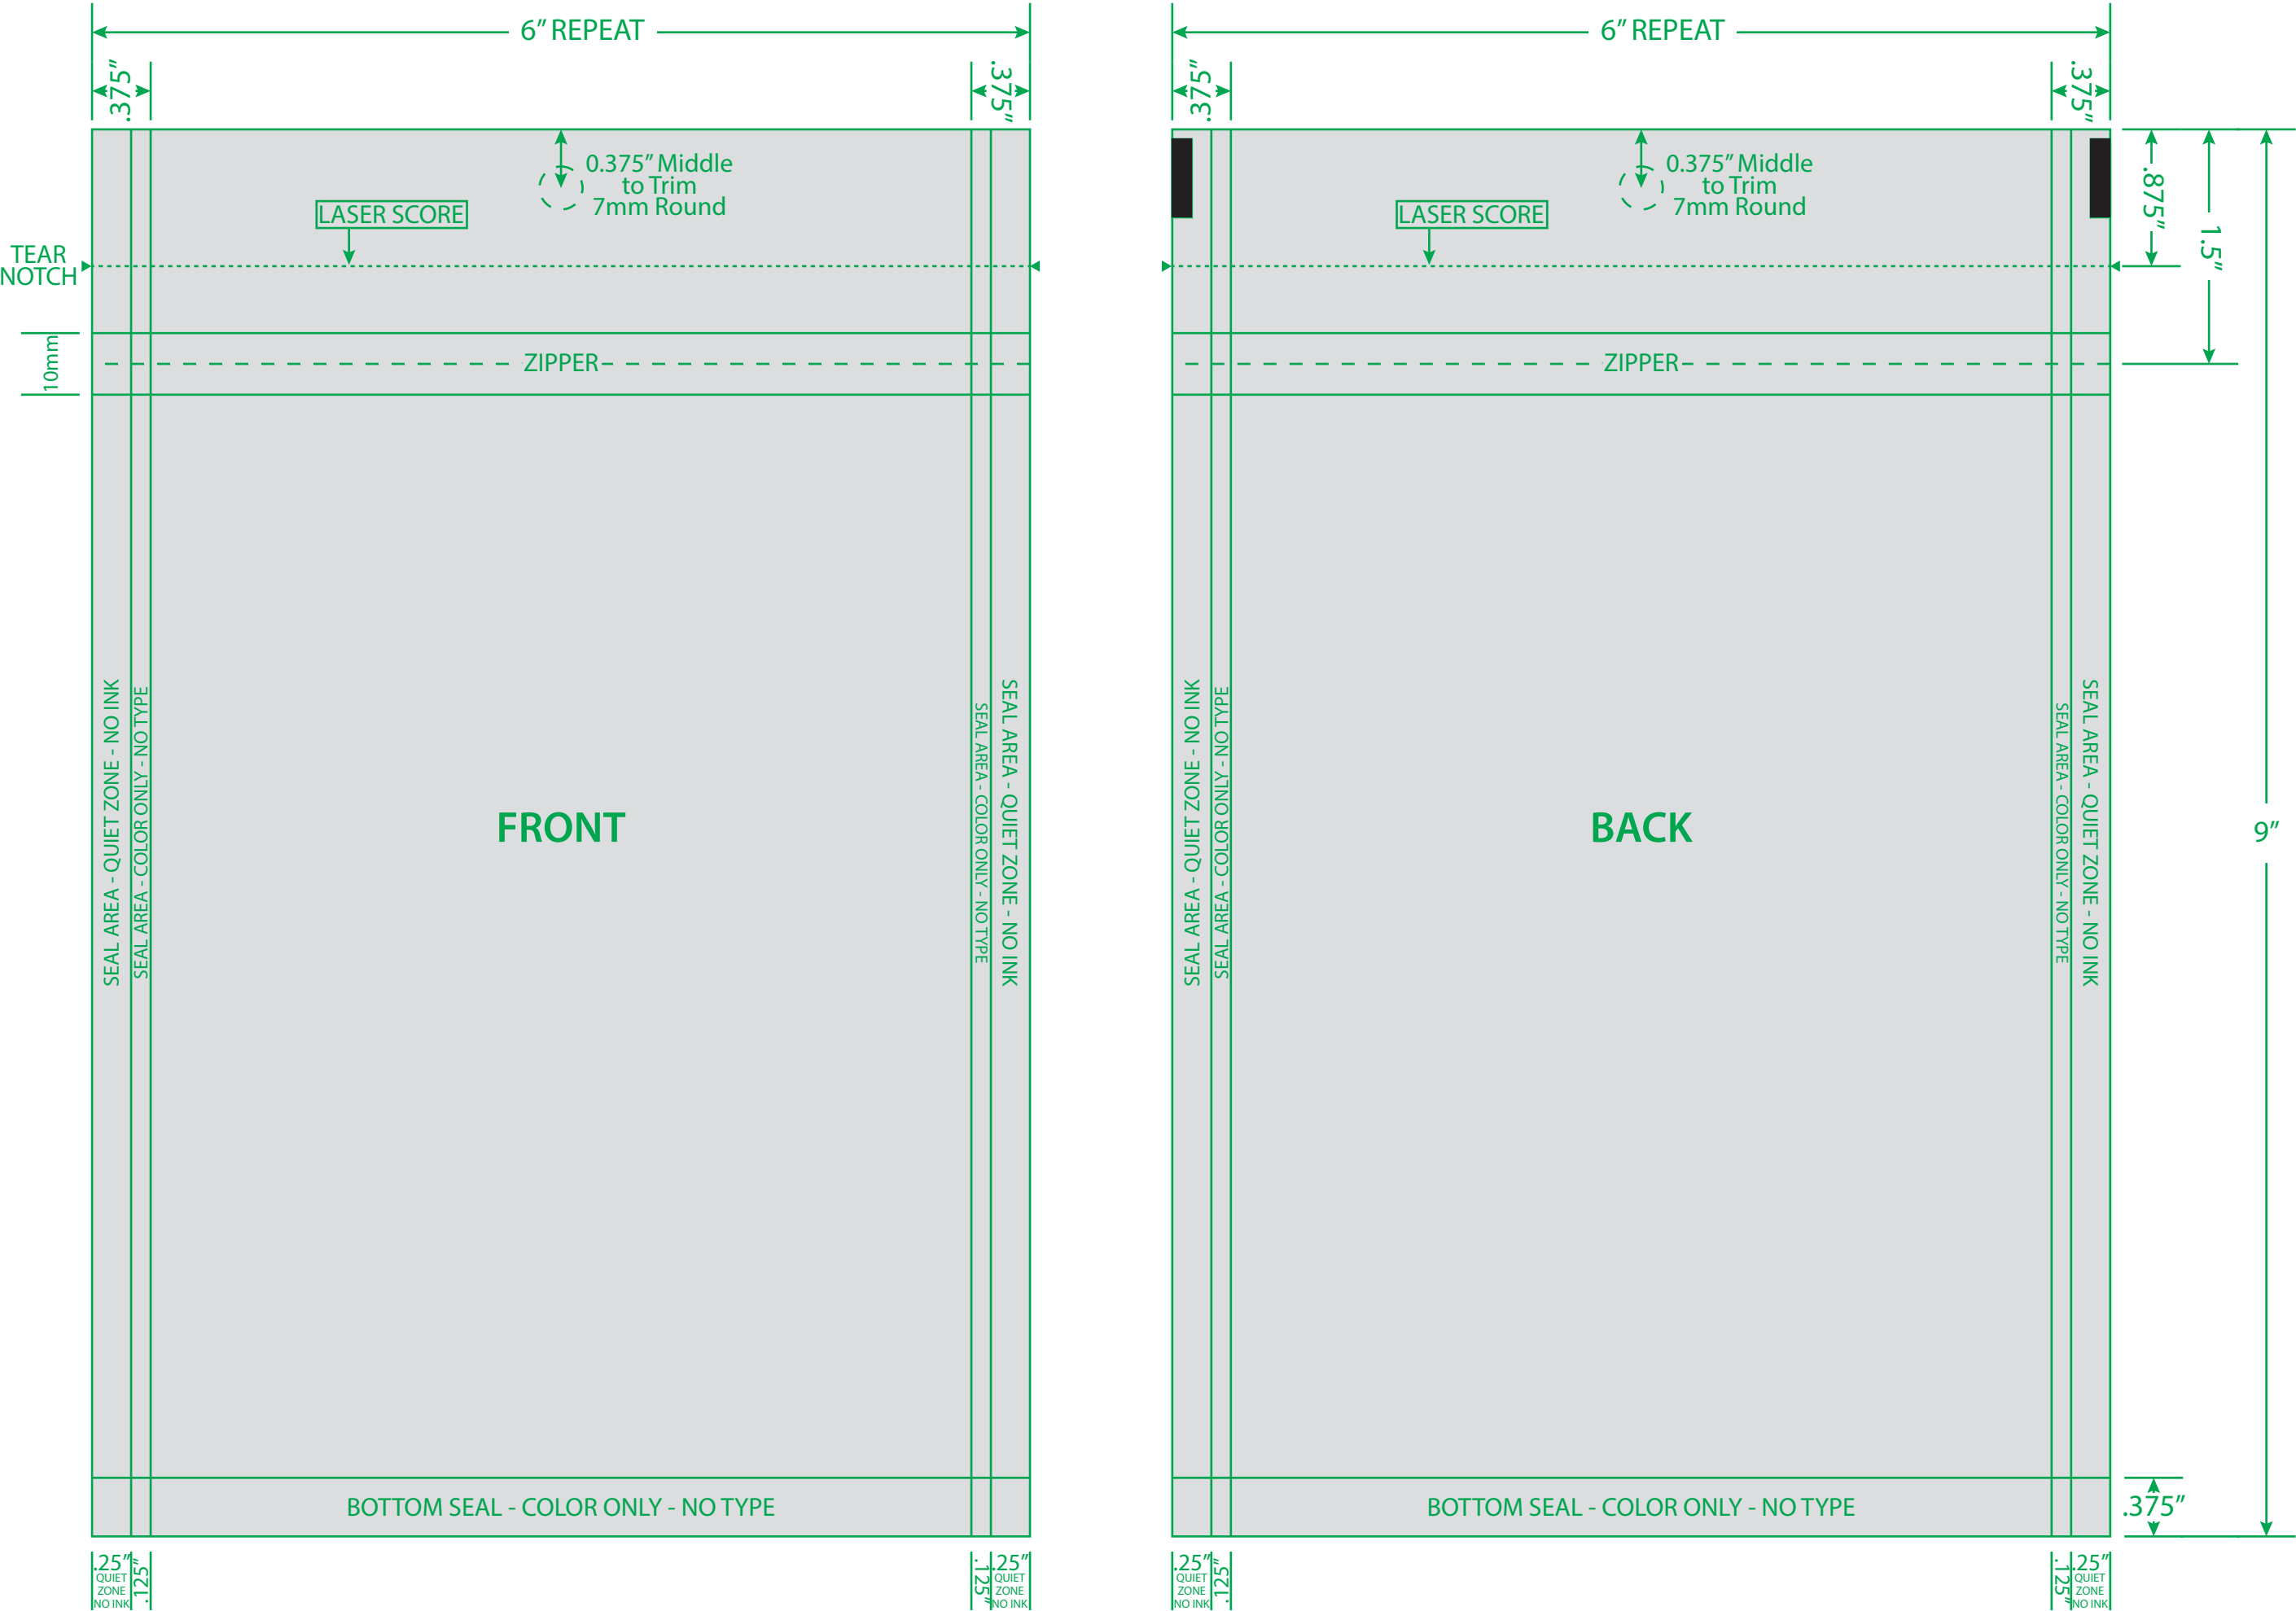 6” REPEAT
6” REPEAT
.375”
.375”
.375”
.375”
0.375” Middle
to Trim
7mm Round
LASER SCORE
TEAR
NOTCH
0.375” Middle
to Trim
7mm Round
LASER SCORE
.875”
1.5”
10mm
ZIPPER
ZIPPER
SEAL AREA - QUIET ZONE - NO INK
SEAL AREA - COLOR ONLY - NO TYPE
FRONT
SEAL AREA - COLOR ONLY - NO TYPE
SEAL AREA - QUIET ZONE - NO INK
SEAL AREA - QUIET ZONE - NO INK
SEAL AREA - COLOR ONLY - NO TYPE
BACK
SEAL AREA - COLOR ONLY - NO TYPE
SEAL AREA - QUIET ZONE - NO INK
9”
BOTTOM SEAL - COLOR ONLY - NO TYPE
BOTTOM SEAL - COLOR ONLY - NO TYPE
.375”
.25”
QUIET
ZONE
NO INK
.125”
.125”
.25”
QUIET
ZONE
NO INK
.25”
QUIET
ZONE
NO INK
.125”
.125”
.25”
QUIET
ZONE
NO INK